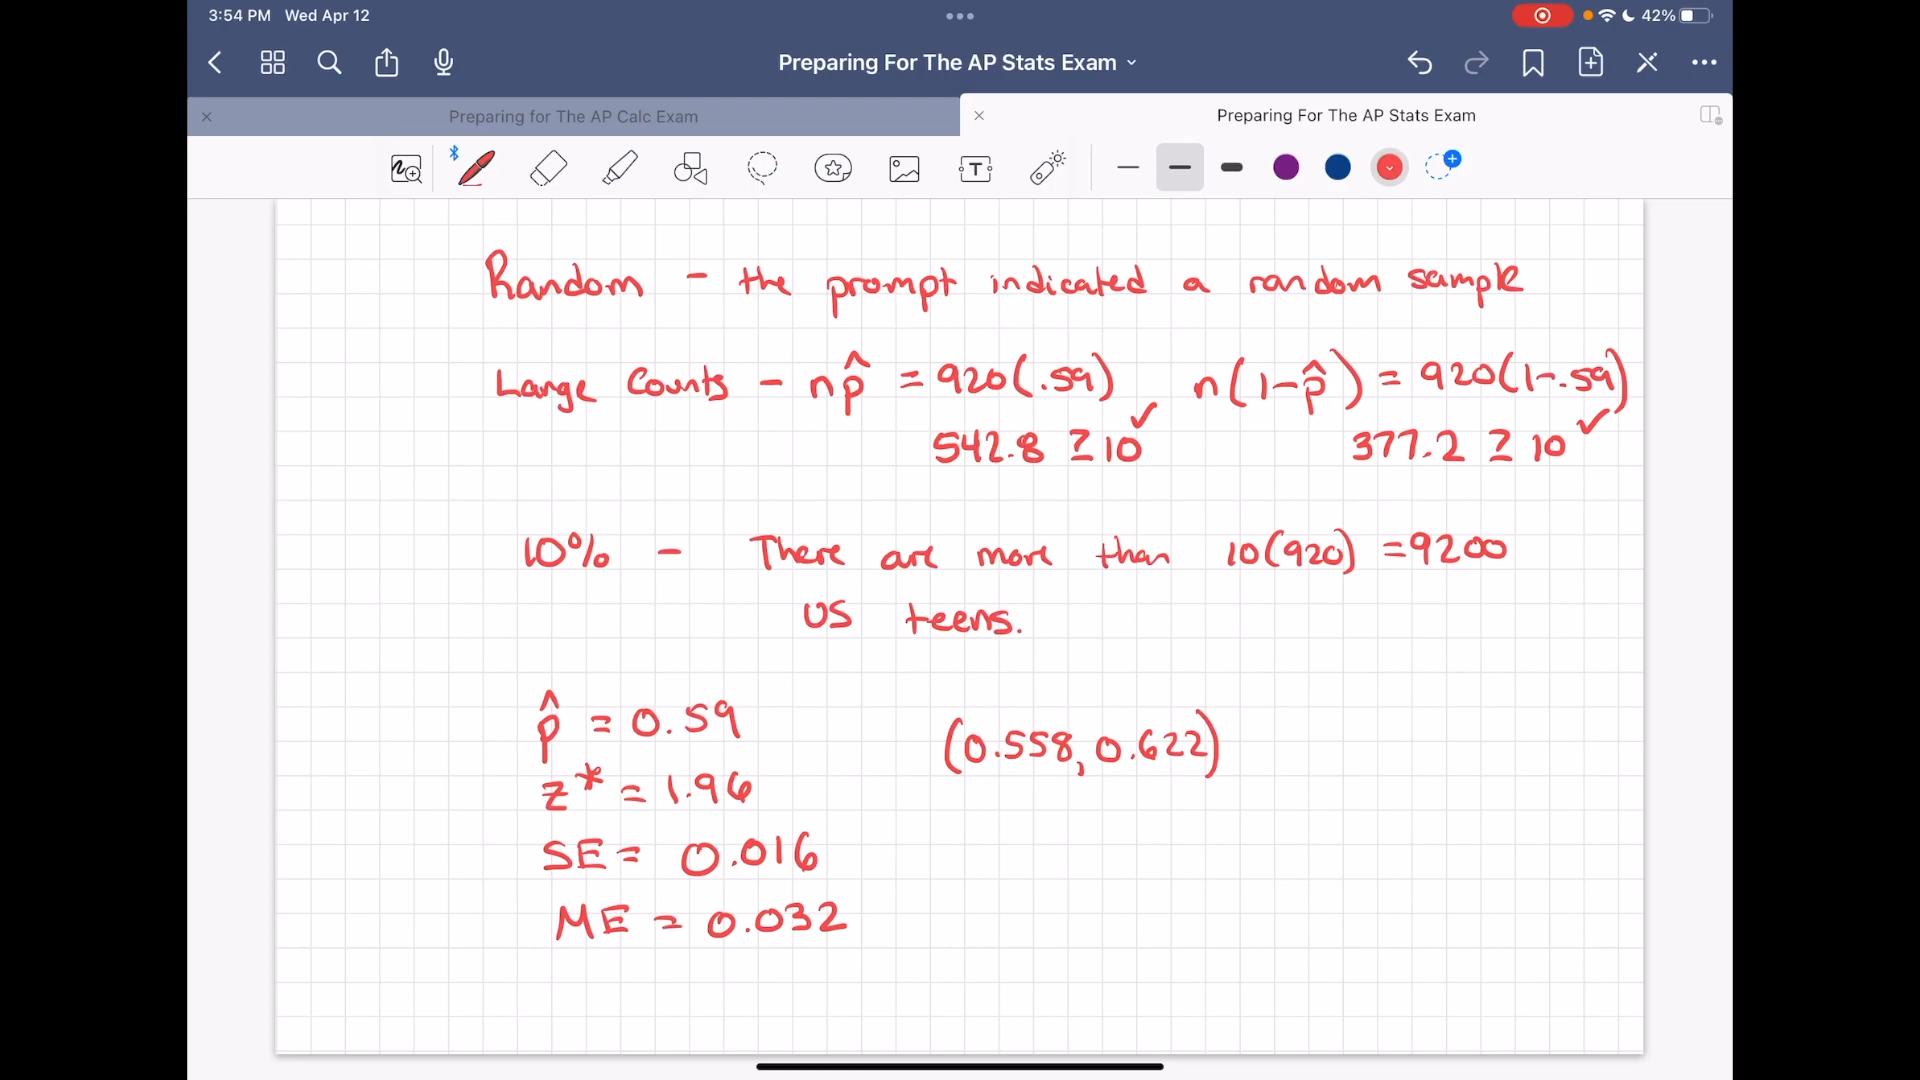 3:54 PM Wed Apr 12
42%
Preparing For The AP Stats Exam
Preparing for The AP Calc Exam
Preparing For The AP Stats Exam
T
Random - the prompt indicated a random sample
Large Counts - np̂ = 920(.59) n(1-p̂) = 920(1-.59)
542.8 ≥ 10 ✓ 377.2 ≥ 10 ✓
10% - There are more than 10(920) = 9200
US teens.
p̂ = 0.59
(0.558, 0.622)
z* = 1.96
SE = 0.016
ME = 0.032